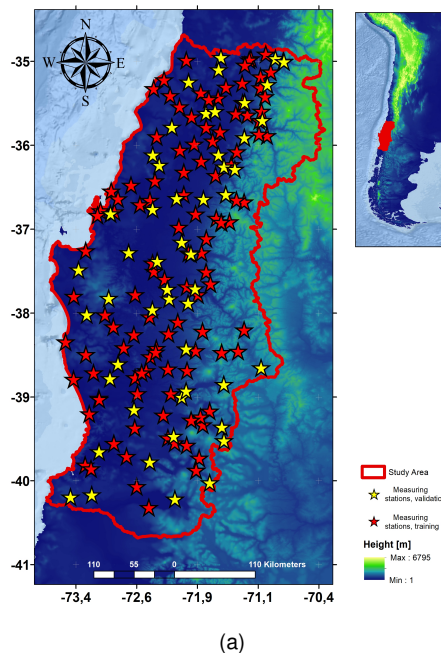 N
W E
S
-35
-36
-37
-38
-39
-40
-41
110 55 0 110 Kilometers
-73,4 -72,6 -71,9 -71,1 -70,4
Study Area
Measuring
stations, validation
Measuring
stations, training
Height [m]
Max : 6795
Min : 1
(a)